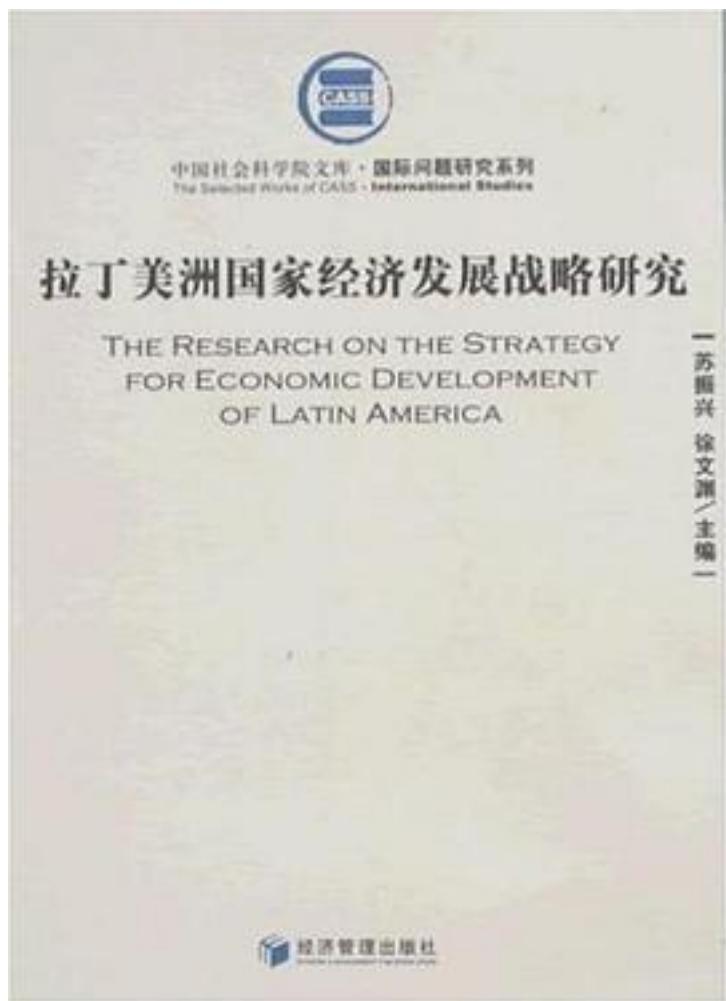 CASS
中国社会科学院文库·国际问题研究系列
The Selected Works of CASS · International Studies
拉丁美洲国家经济发展战略研究
THE RESEARCH ON THE STRATEGY
FOR ECONOMIC DEVELOPMENT
OF LATIN AMERICA
苏振兴 徐文渊/主编
经济管理出版社